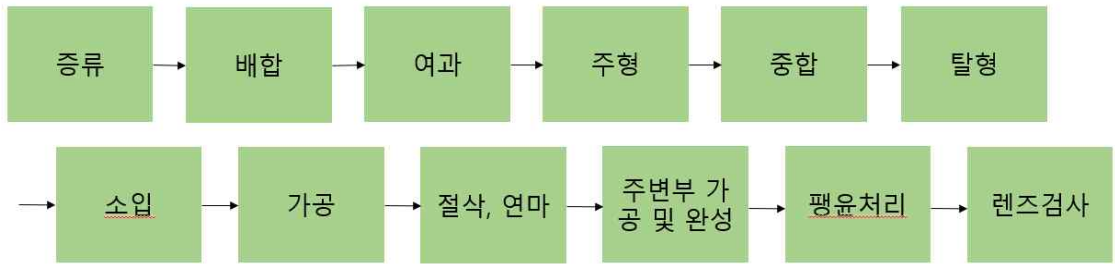 증류
배합
여과
주형
중합
탈형
소입
가공
절삭, 연마
주변부 가
공 및 완성
팽윤처리
렌즈검사